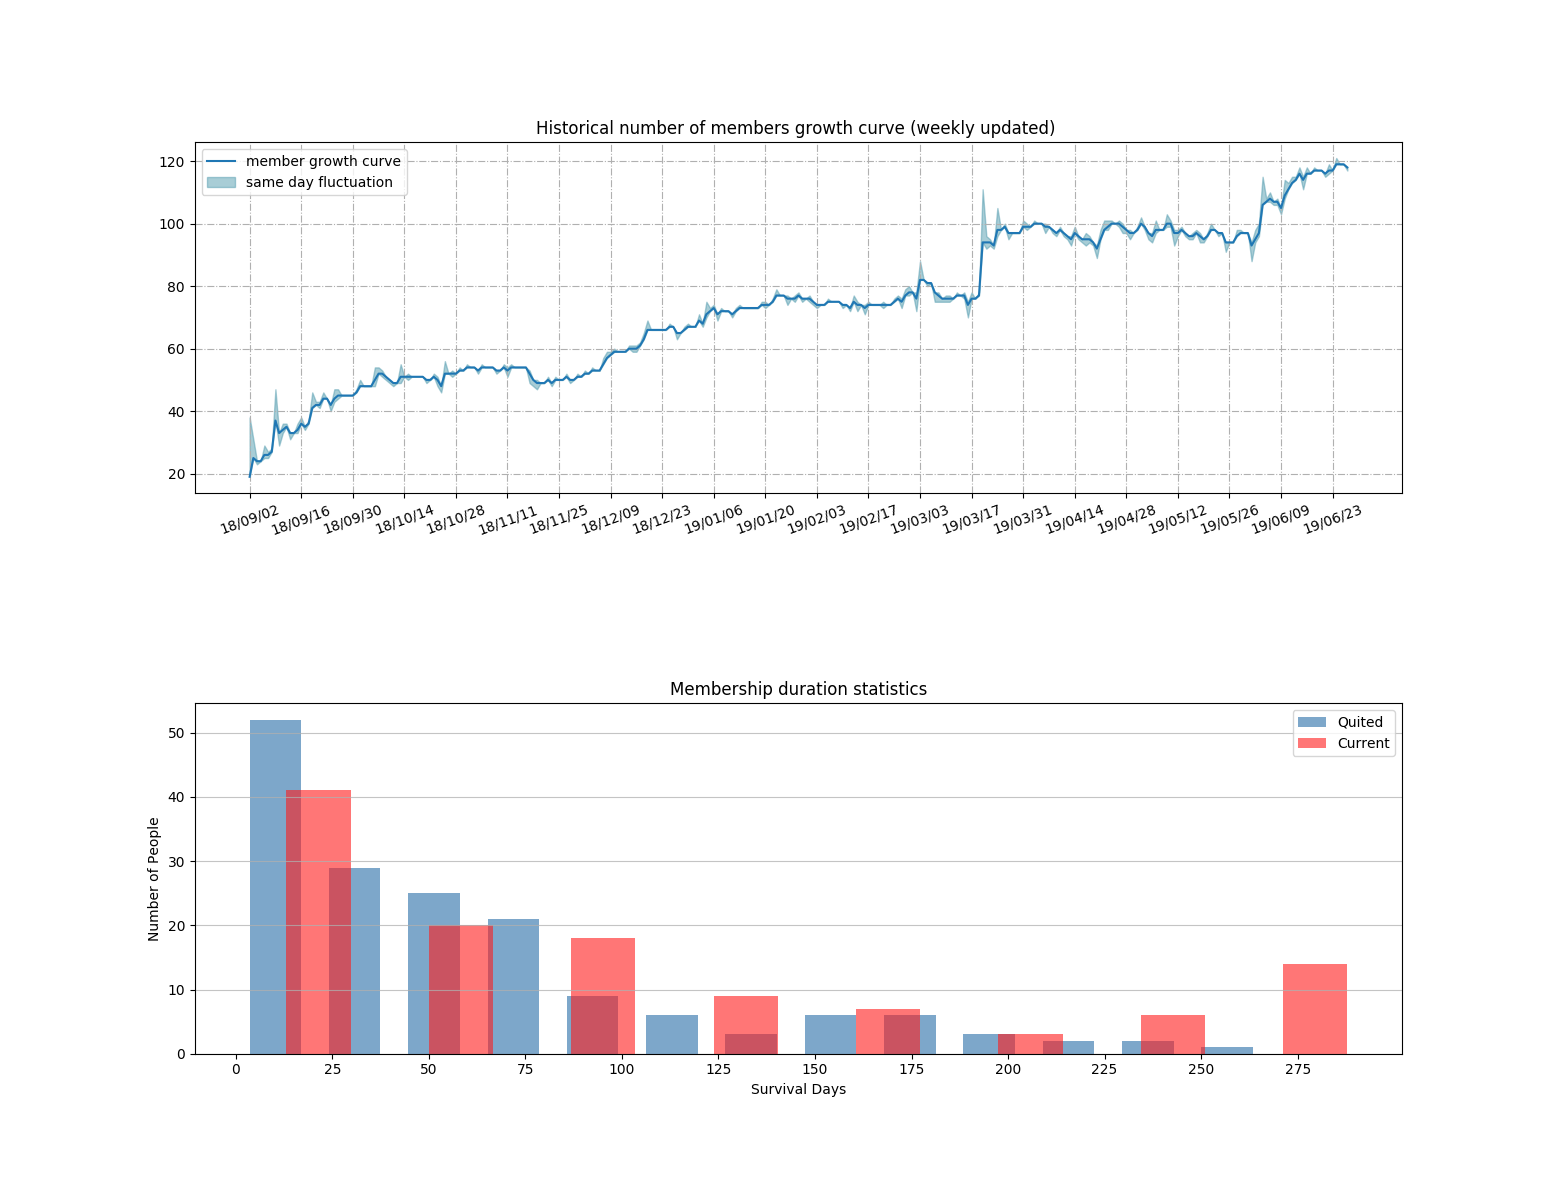 Historical number of members growth curve (weekly updated)
member growth curve
same day fluctuation
120
100
80
60
40
20
18/09/02 18/09/16 18/09/30 18/10/14 18/10/28 18/11/11 18/11/25 18/12/09 18/12/23 19/01/06 19/01/20 19/02/03 19/02/17 19/03/03 19/03/17 19/03/31 19/04/14 19/04/28 19/05/12 19/05/26 19/06/09 19/06/23
Membership duration statistics
Quited
Current
Number of People
50
40
30
20
10
0
0 25 50 75 100 125 150 175 200 225 250 275
Survival Days